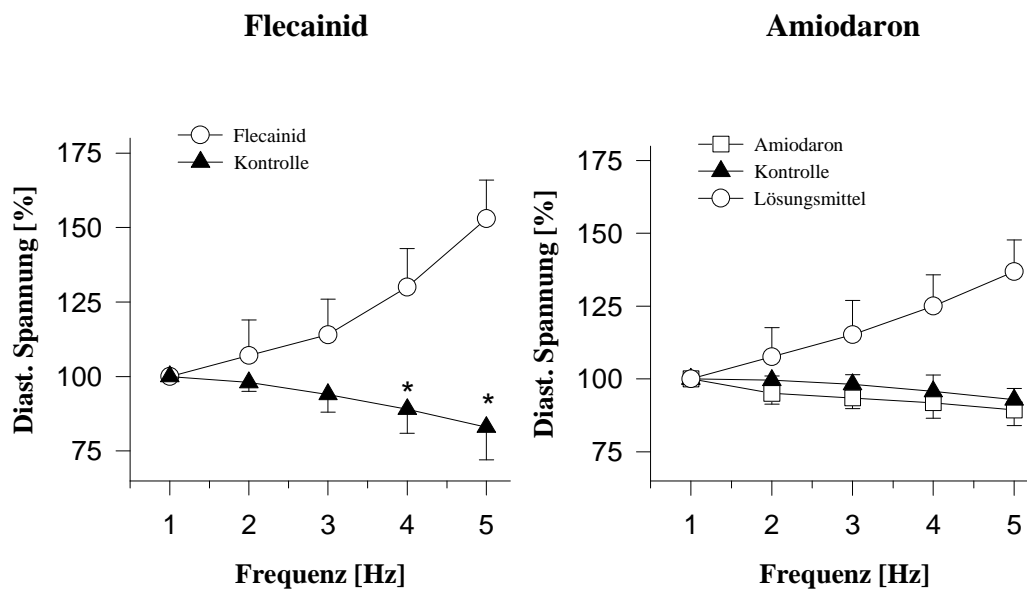 Flecainid
Flecainid
Kontrolle
Diast. Spannung [%]
175
150
125
100
75
*
*
1 2 3 4 5
Frequenz [Hz]
Amiodaron
Amiodaron
Kontrolle
Lösungsmittel
Diast. Spannung [%]
175
150
125
100
75
1 2 3 4 5
Frequenz [Hz]